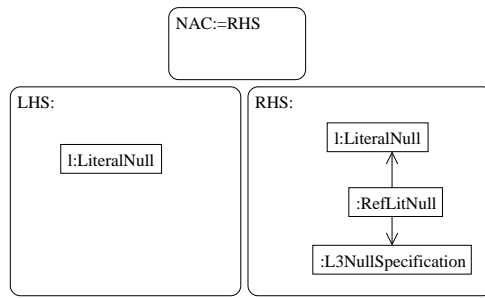 NAC:=RHS
LHS:
l:LiteralNull
RHS:
l:LiteralNull
:RefLitNull
:L3NullSpecification